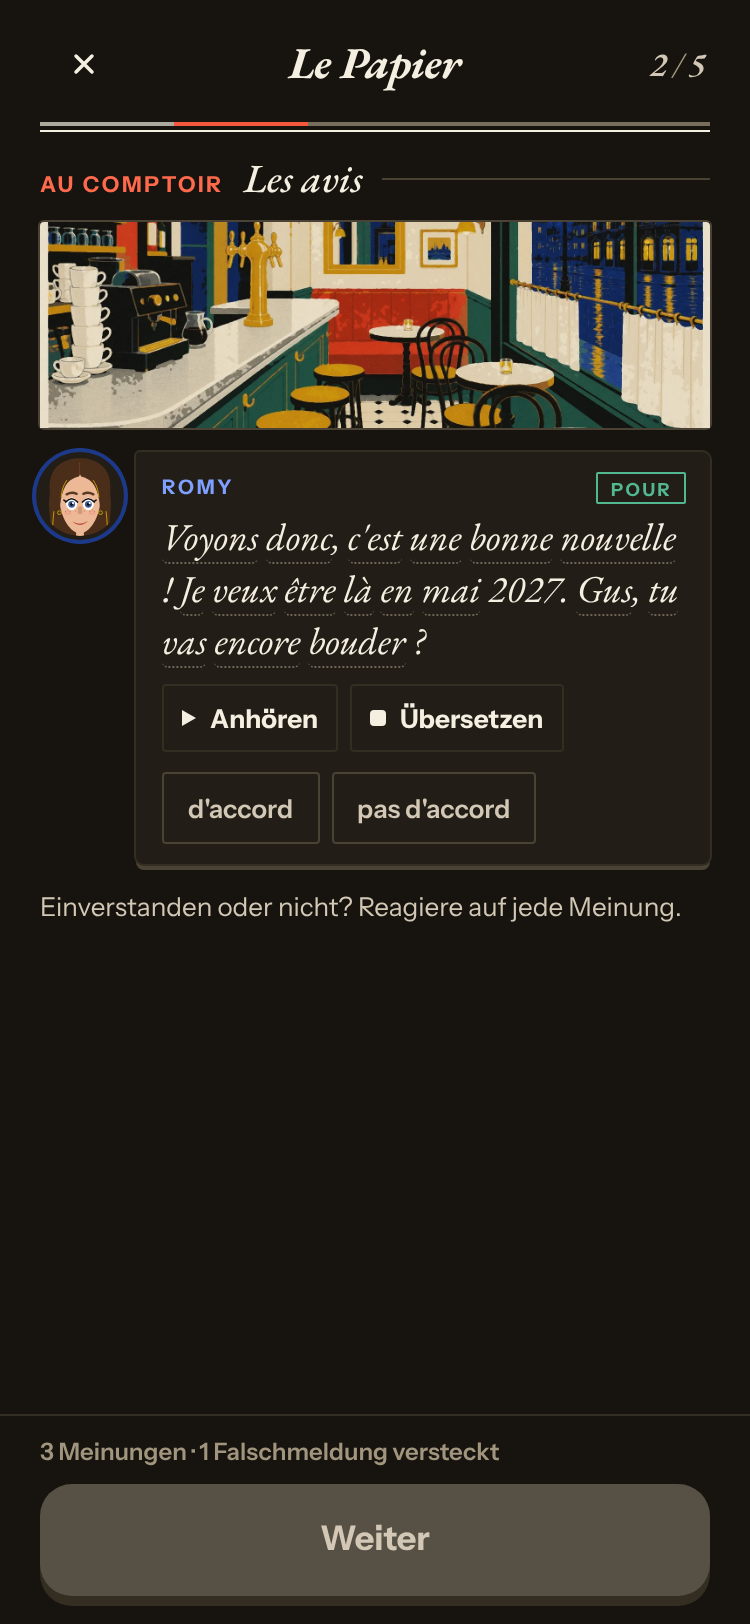 Le Papier
2/5
AU COMPTOIR Les avis
ROMY
POUR
Voyons donc, c'est une bonne nouvelle
! Je veux être là en mai 2027. Gus, tu
vas encore bouder ?
Anhören
Übersetzen
d'accord
pas d'accord
Einverstanden oder nicht? Reagiere auf jede Meinung.
3 Meinungen · 1 Falschmeldung versteckt
Weiter